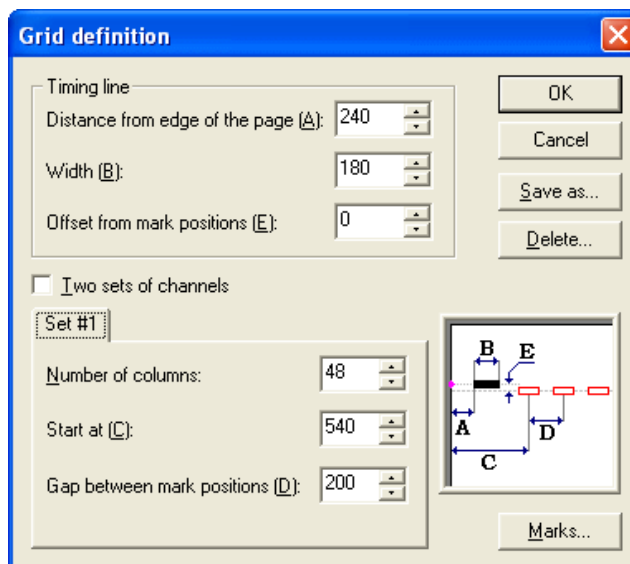 Grid definition
Timing line
Distance from edge of the page (A): 240
Width (B): 180
Offset from mark positions (E): 0
OK
Cancel
Save as...
Delete...
Two sets of channels
Set #1
Number of columns: 48
Start at (C): 540
Gap between mark positions (D): 200
B E
A D
C
Marks...